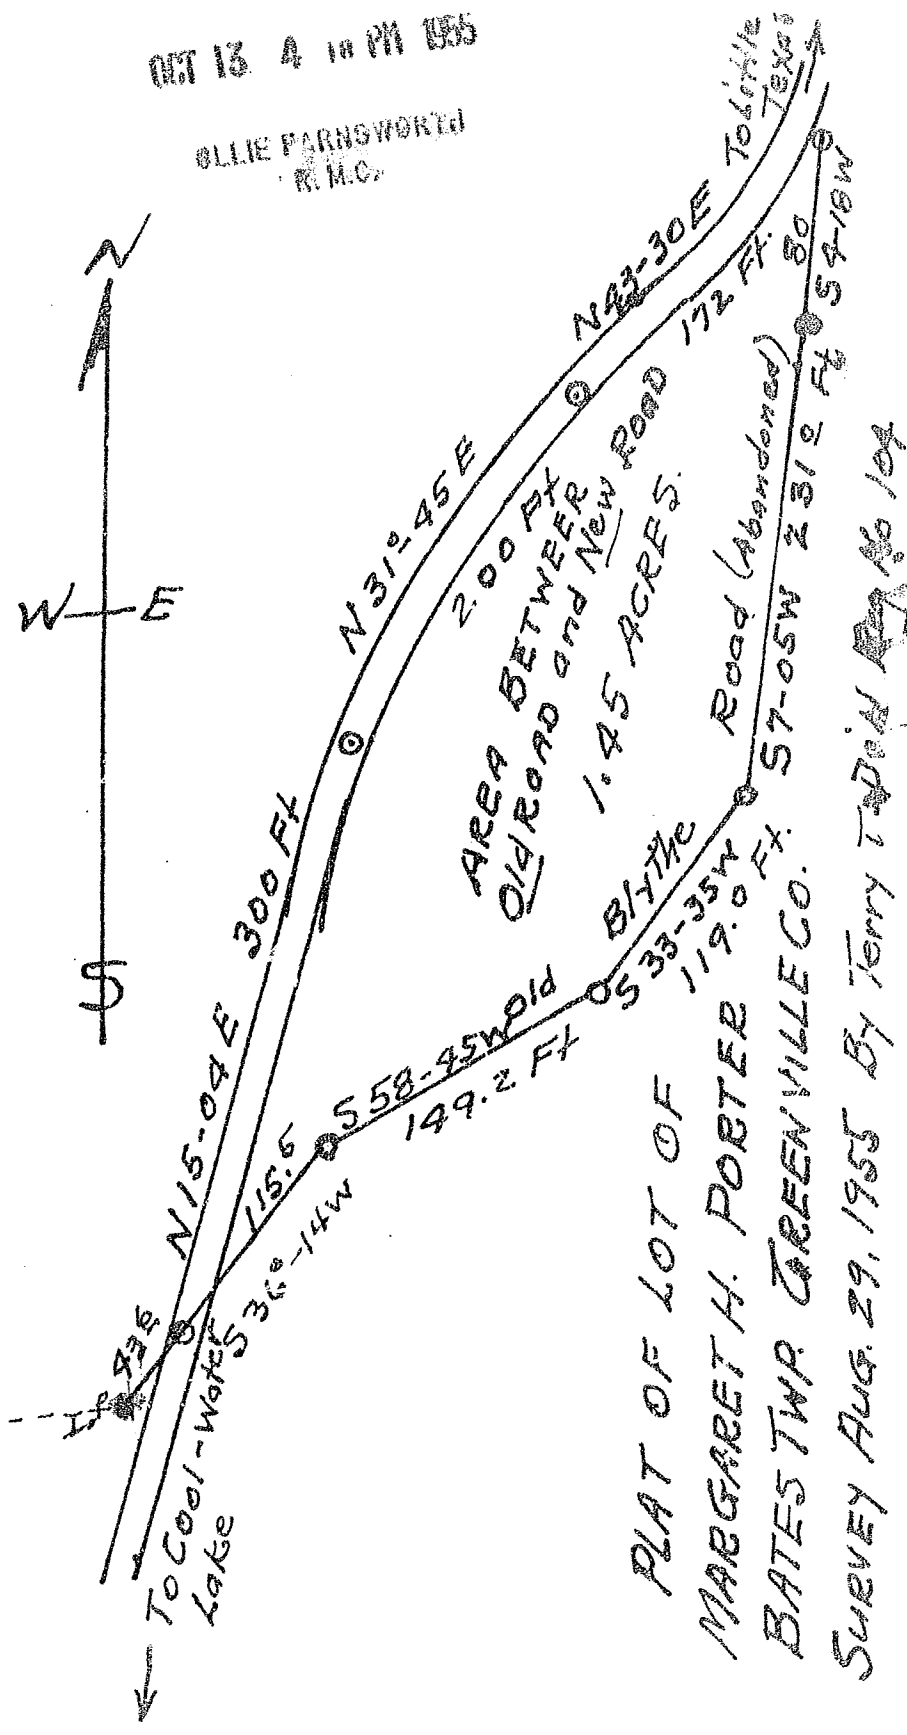 OCT 13 4 10 PM 1955
OLLIE FARNSWORTH
R.M.C.
N
W E
S
To Little
Texas
N43-30E
172 Ft.
N31°-45E
200 Ft
N15-04E 300 Ft
AREA BETWEEN
Old ROAD and New ROAD
1.45 ACRES.
80
S4-18W
S7-05W 231.2 Ft
Old Blythe Road (Abandoned)
S33-35W
119.0 Ft.
S58-45W
149.2 Ft
115.5
S36°-14W
To Cool-Water
Lake
PLAT OF LOT OF
MARGARET H. PORTER
BATES TWP. GREENVILLE CO.
SURVEY AUG. 29, 1955 By Terry T. Dill Reg No 104